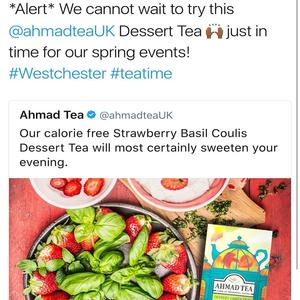 *Alert* We cannot wait to try this
@ahmadteaUK Dessert Tea 🙌🏽 just in
time for our spring events!
#Westchester #teatime
Ahmad Tea @ahmadteaUK
Our calorie free Strawberry Basil Coulis
Dessert Tea will most certainly sweeten your
evening.
AHMAD TEA